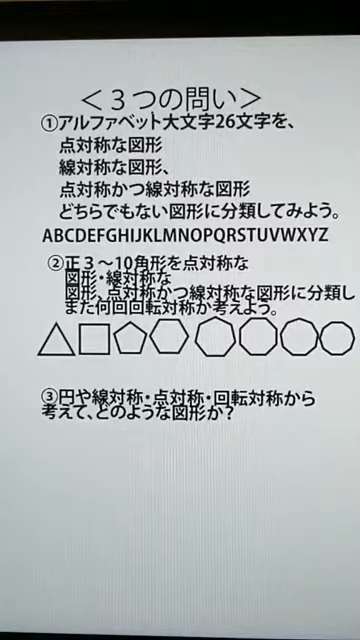 ＜３つの問い＞
①アルファベット大文字26文字を、
点対称な図形
線対称な図形、
点対称かつ線対称な図形
どちらでもない図形に分類してみよう。
ABCDEFGHIJKLMNOPQRSTUVWXYZ
②正３～10角形を点対称な
図形・線対称な
図形、点対称かつ線対称な図形に分類し
また何回回転対称か考えよう。
③円や線対称・点対称・回転対称から
考えて、どのような図形か？